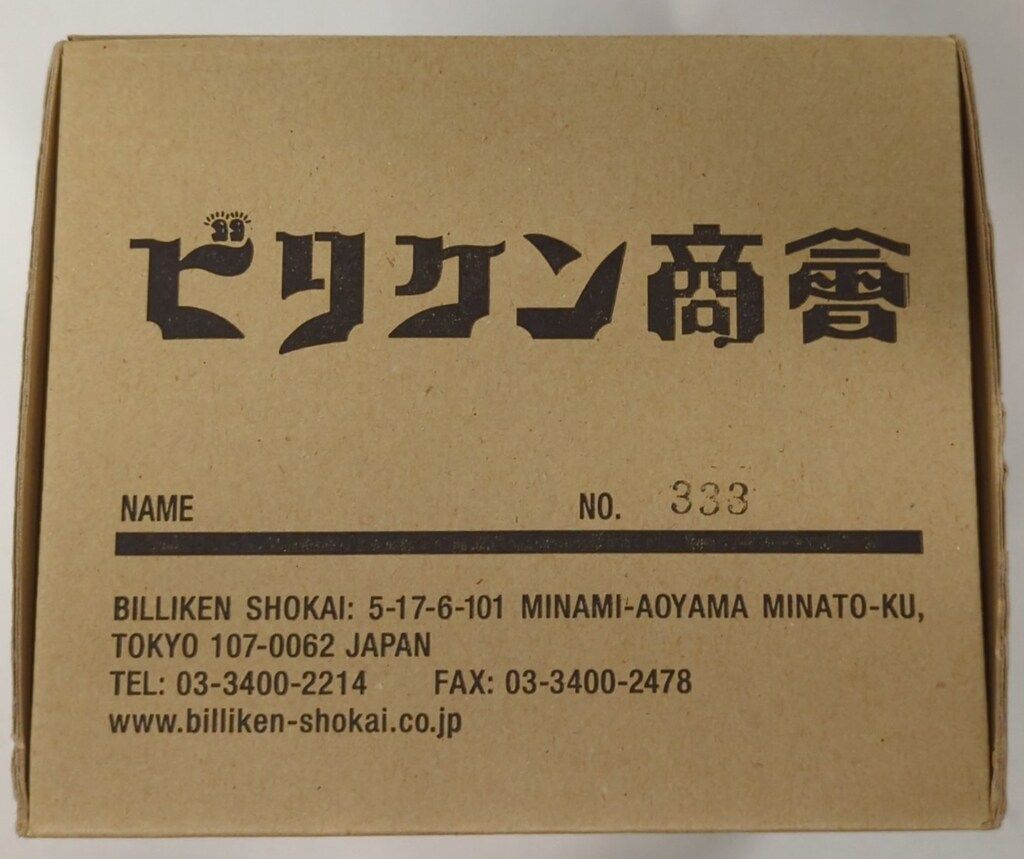 ビリケン商會
NAME NO. 333
BILLIKEN SHOKAI: 5-17-6-101 MINAMI-AOYAMA MINATO-KU,
TOKYO 107-0062 JAPAN
TEL: 03-3400-2214 FAX: 03-3400-2478
www.billiken-shokai.co.jp